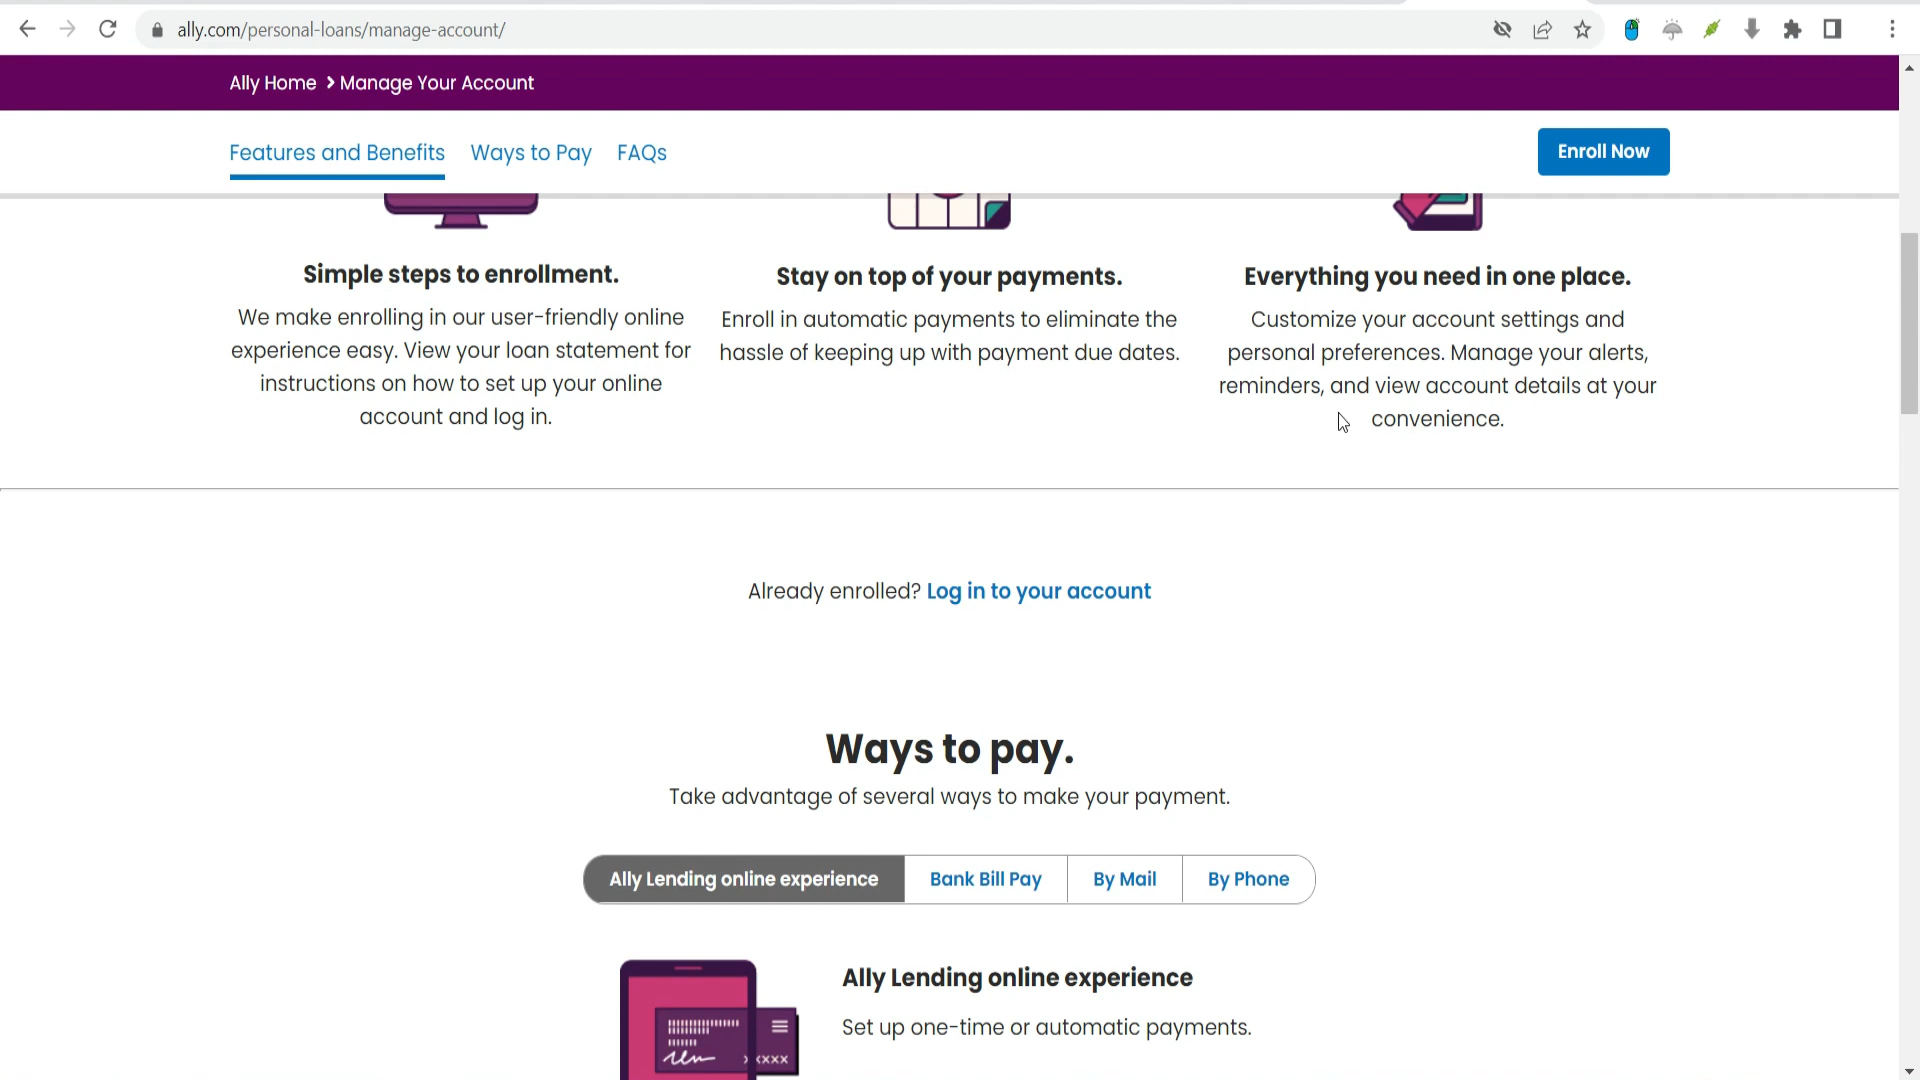 ally.com/personal-loans/manage-account/
Ally Home > Manage Your Account
Features and Benefits Ways to Pay FAQs Enroll Now
Simple steps to enrollment.
We make enrolling in our user-friendly online
experience easy. View your loan statement for
instructions on how to set up your online
account and log in.
Stay on top of your payments.
Enroll in automatic payments to eliminate the
hassle of keeping up with payment due dates.
Everything you need in one place.
Customize your account settings and
personal preferences. Manage your alerts,
reminders, and view account details at your
convenience.
Already enrolled? Log in to your account
Ways to pay.
Take advantage of several ways to make your payment.
Ally Lending online experience Bank Bill Pay By Mail By Phone
Ally Lending online experience
Set up one-time or automatic payments.